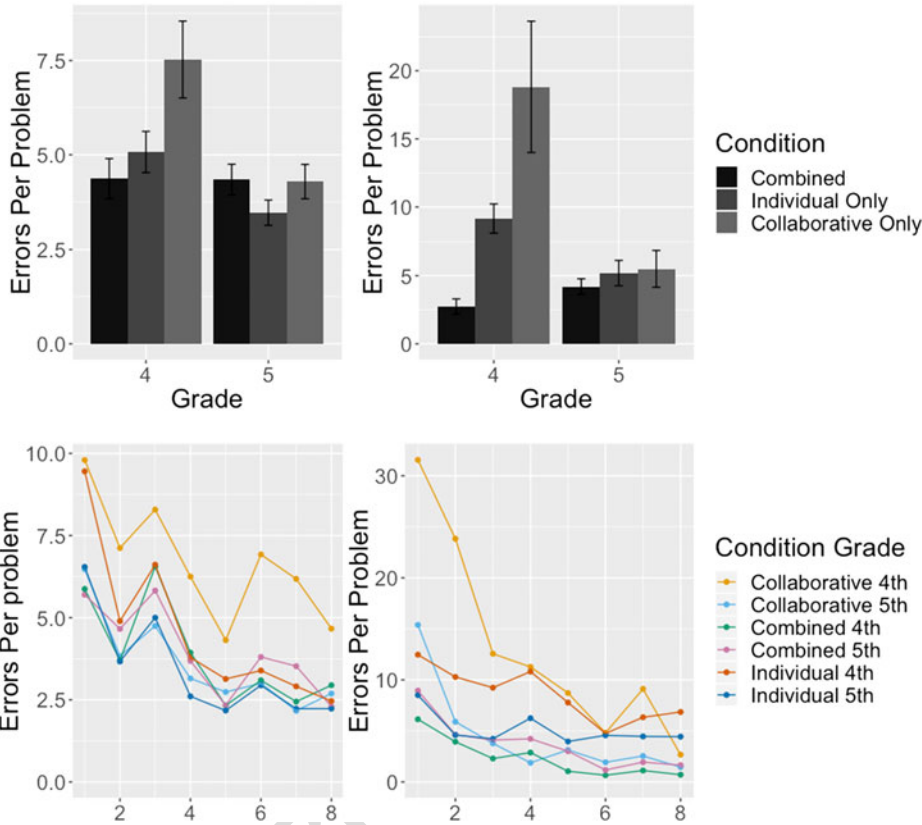 Errors Per Problem
7.5
5.0
2.5
0.0
4
5
Grade
Errors Per Problem
20
15
10
5
0
4
5
Grade
Condition
Combined
Individual Only
Collaborative Only
Errors Per problem
10.0
7.5
5.0
2.5
0.0
2
4
6
8
Errors Per Problem
30
20
10
0
2
4
6
8
Condition Grade
Collaborative 4th
Collaborative 5th
Combined 4th
Combined 5th
Individual 4th
Individual 5th